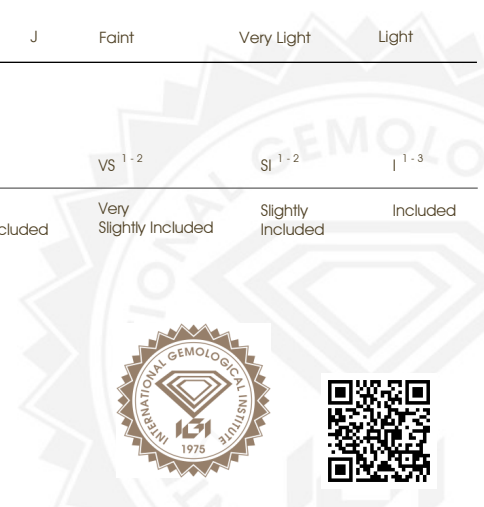 J Faint Very Light Light
VS 1 - 2 SI 1 - 2 I 1 - 3
Very Slightly Included
cluded Slightly Included Included
INTERNATIONAL GEMOLOGICAL INSTITUTE
IGI
1975